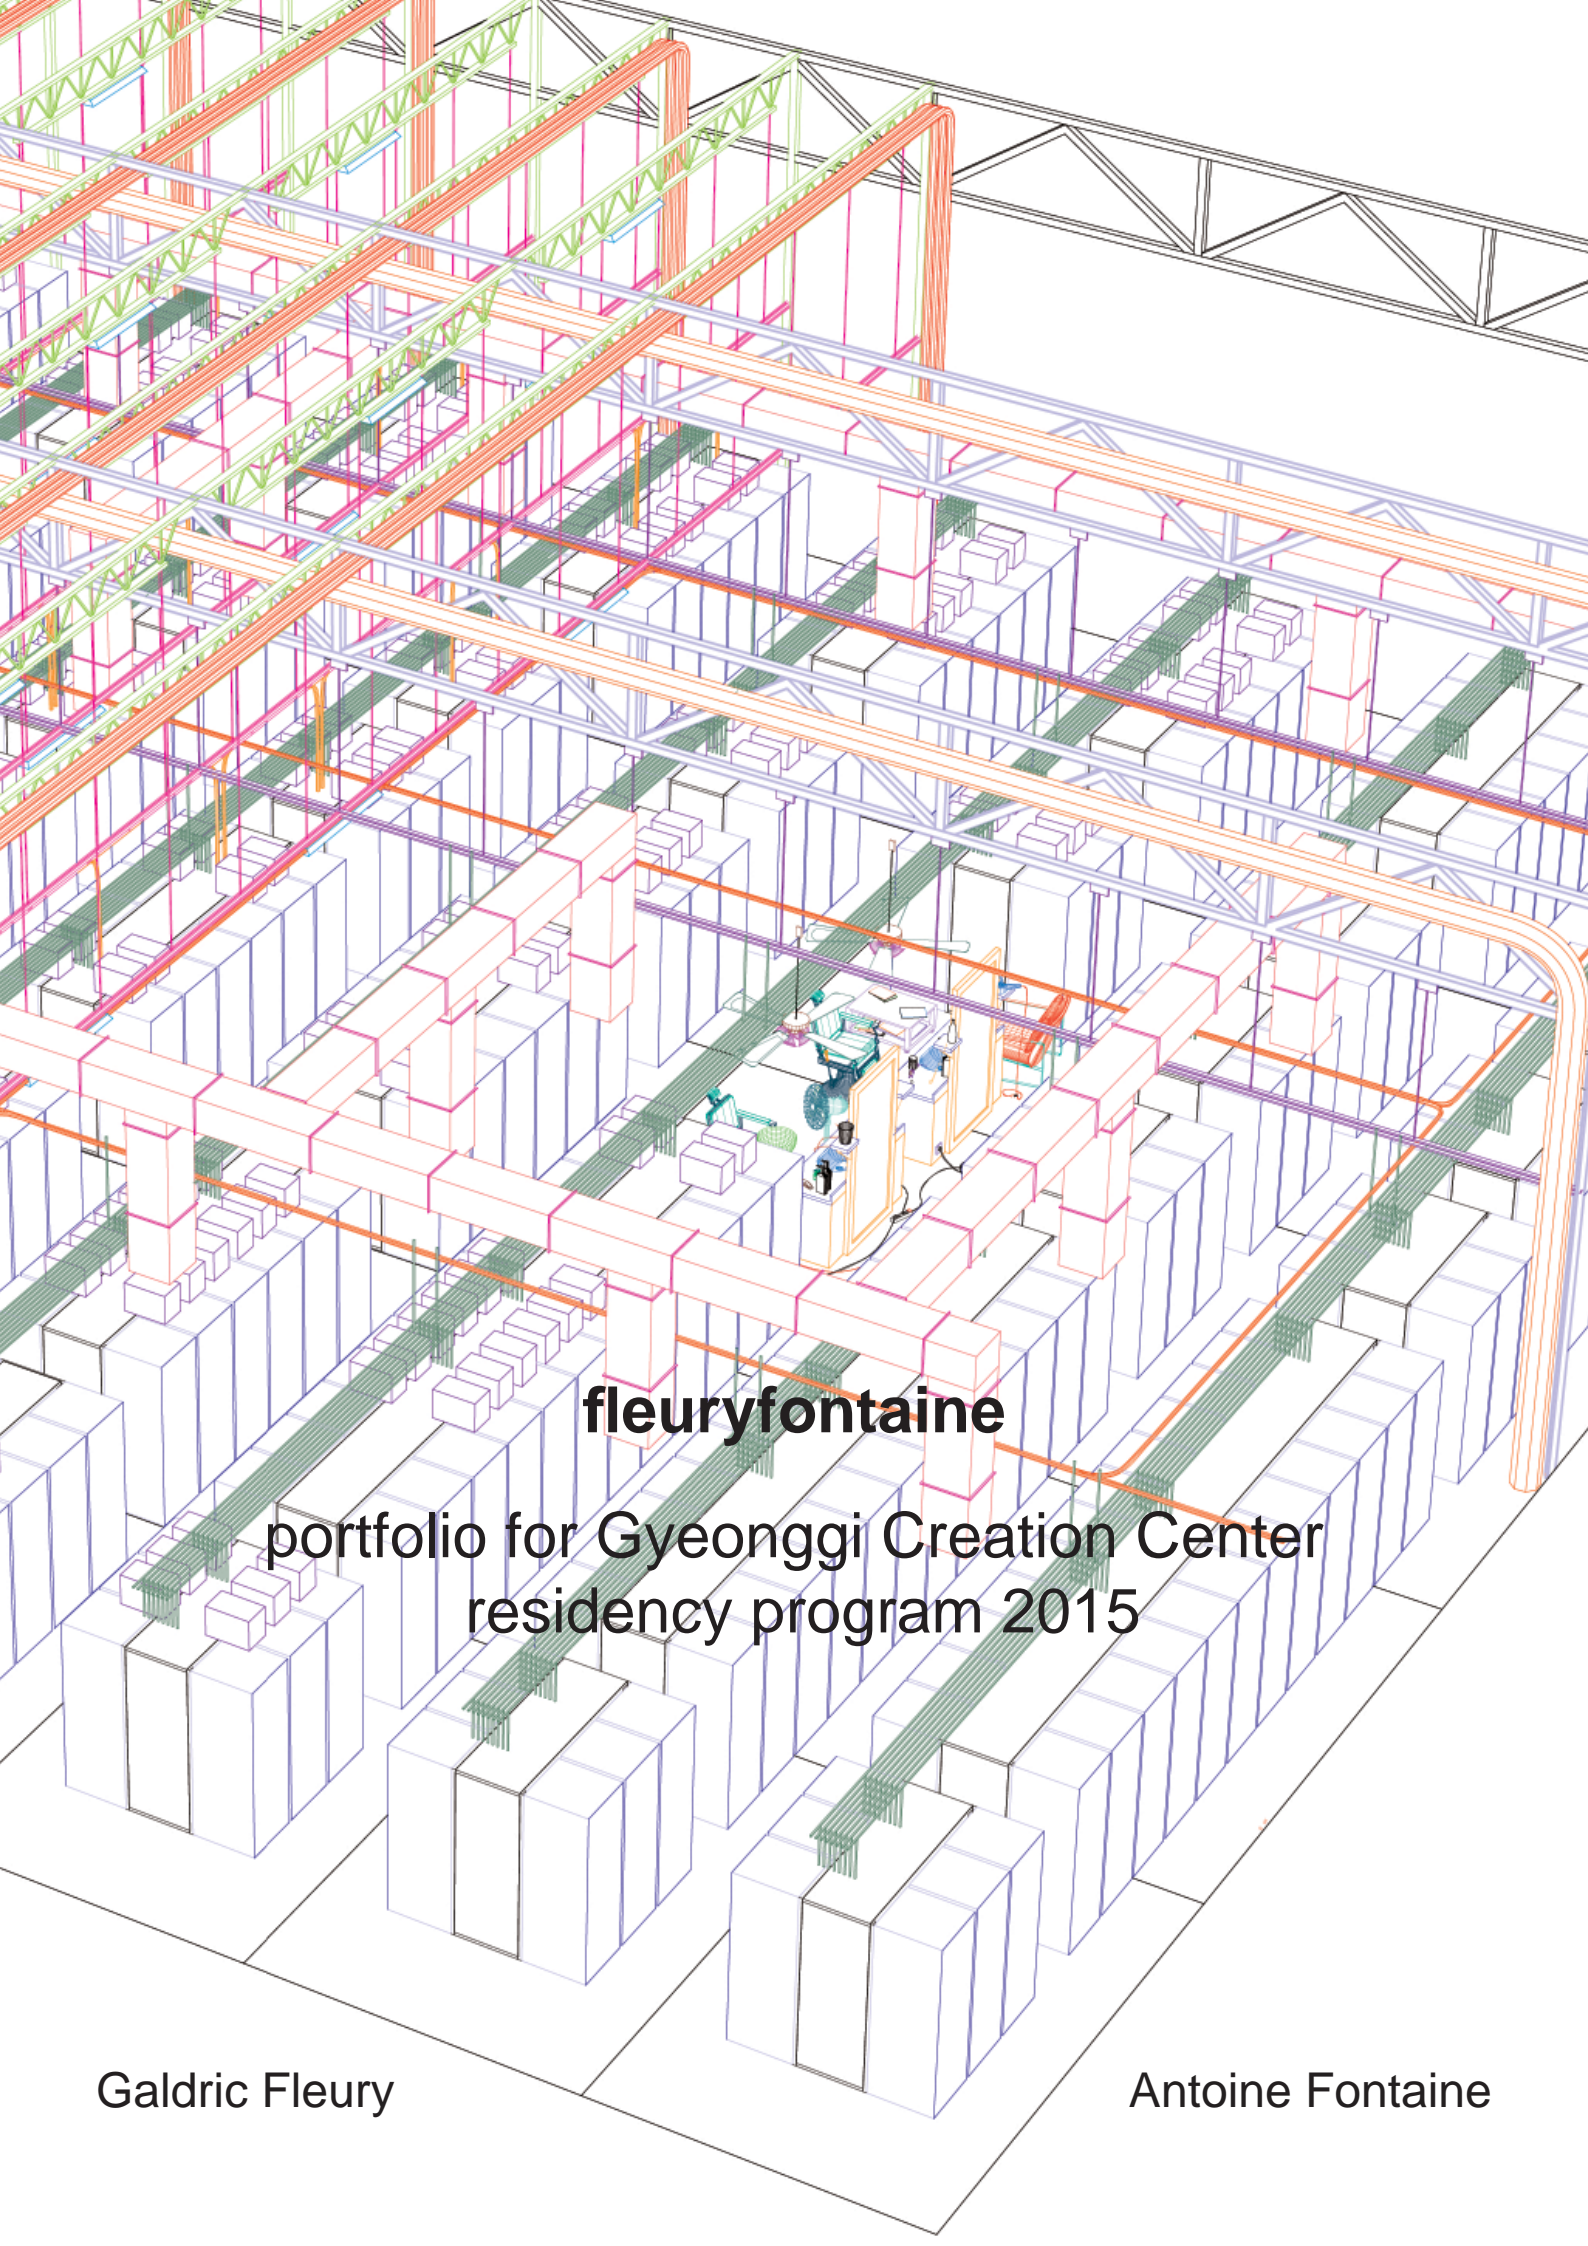 fleuryfontaine
portfolio for Gyeonggi Creation Center
residency program 2015
Galdric Fleury
Antoine Fontaine